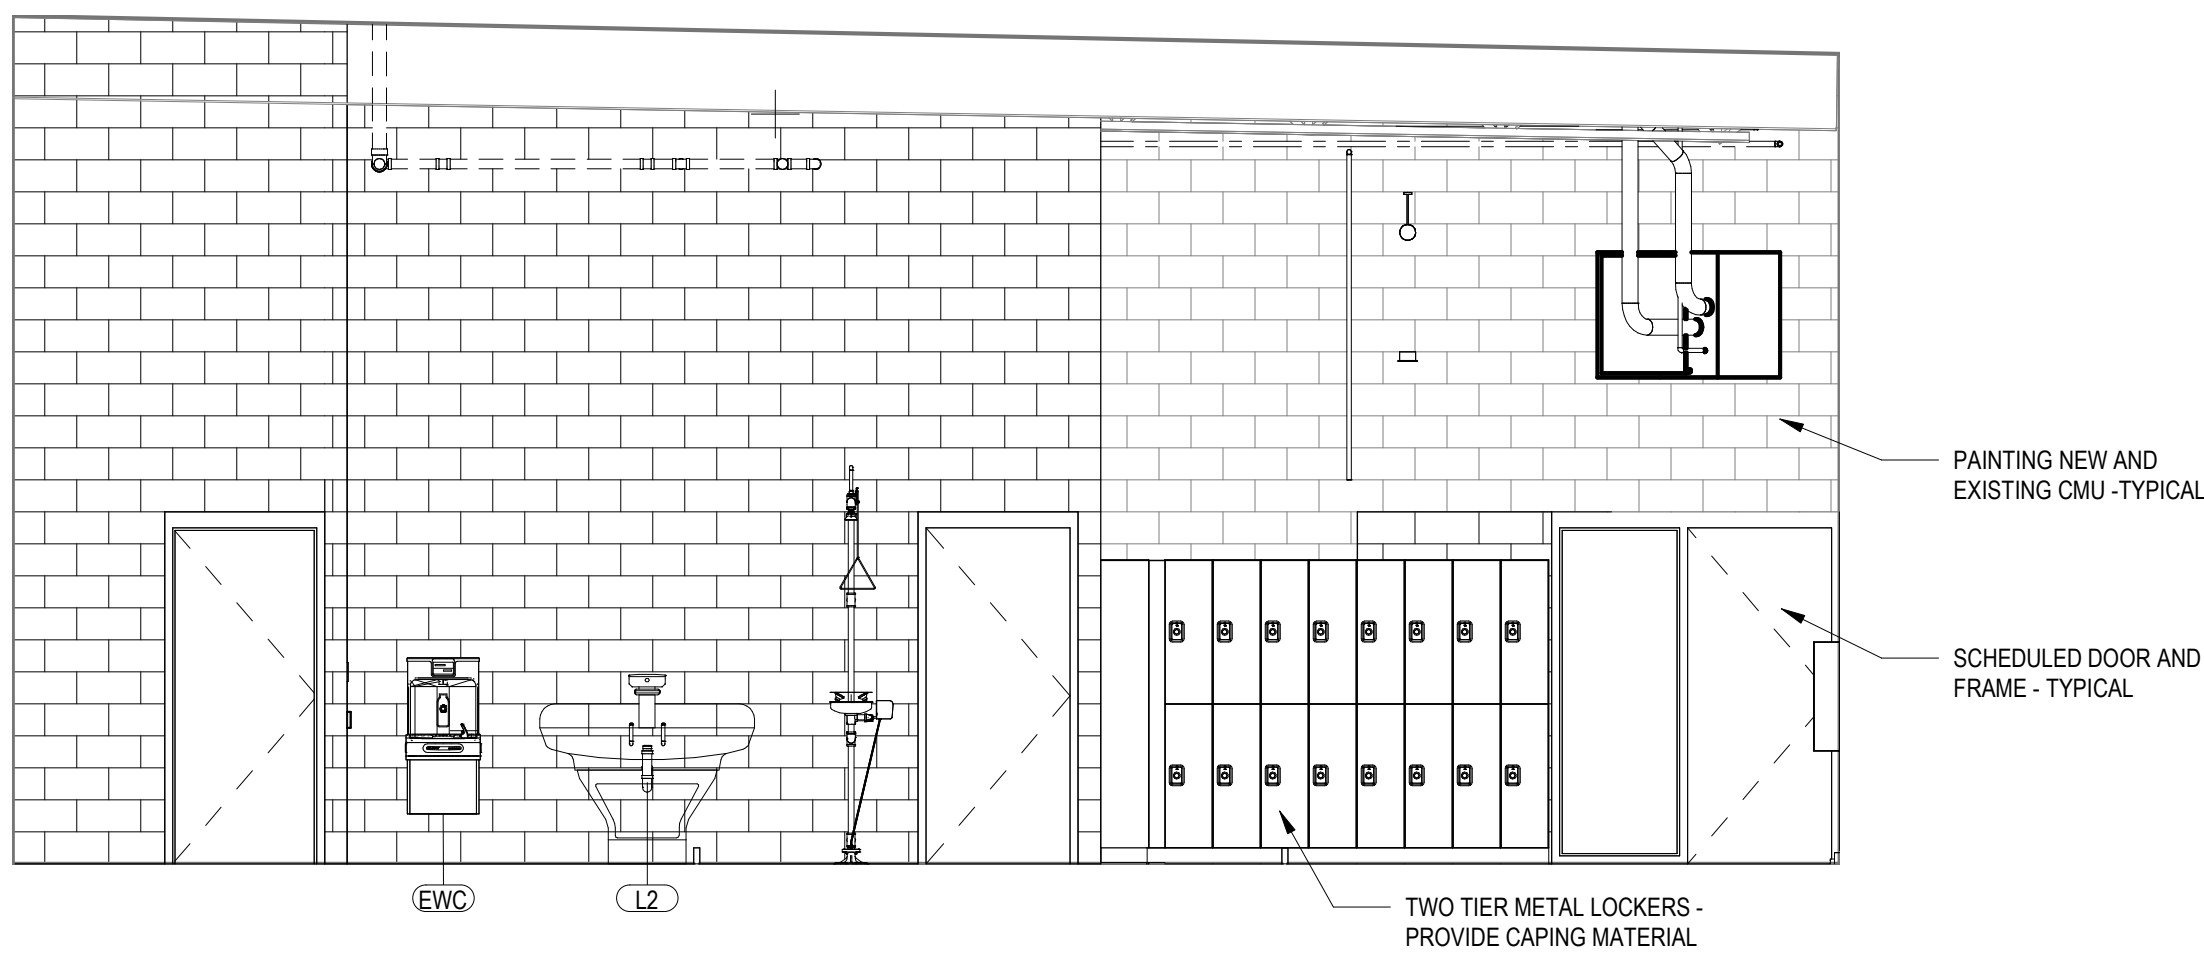 PAINTING NEW AND
EXISTING CMU -TYPICAL
SCHEDULED DOOR AND
FRAME - TYPICAL
EWC
L2
TWO TIER METAL LOCKERS -
PROVIDE CAPING MATERIAL